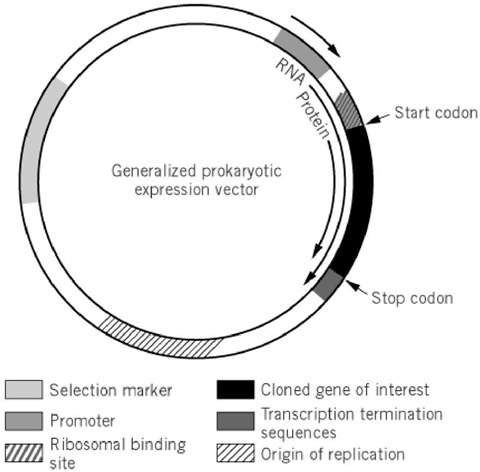 RNA
Protein
Start codon
Generalized prokaryotic
expression vector
Stop codon
Selection marker
Promoter
Ribosomal binding
site
Cloned gene of interest
Transcription termination
sequences
Origin of replication